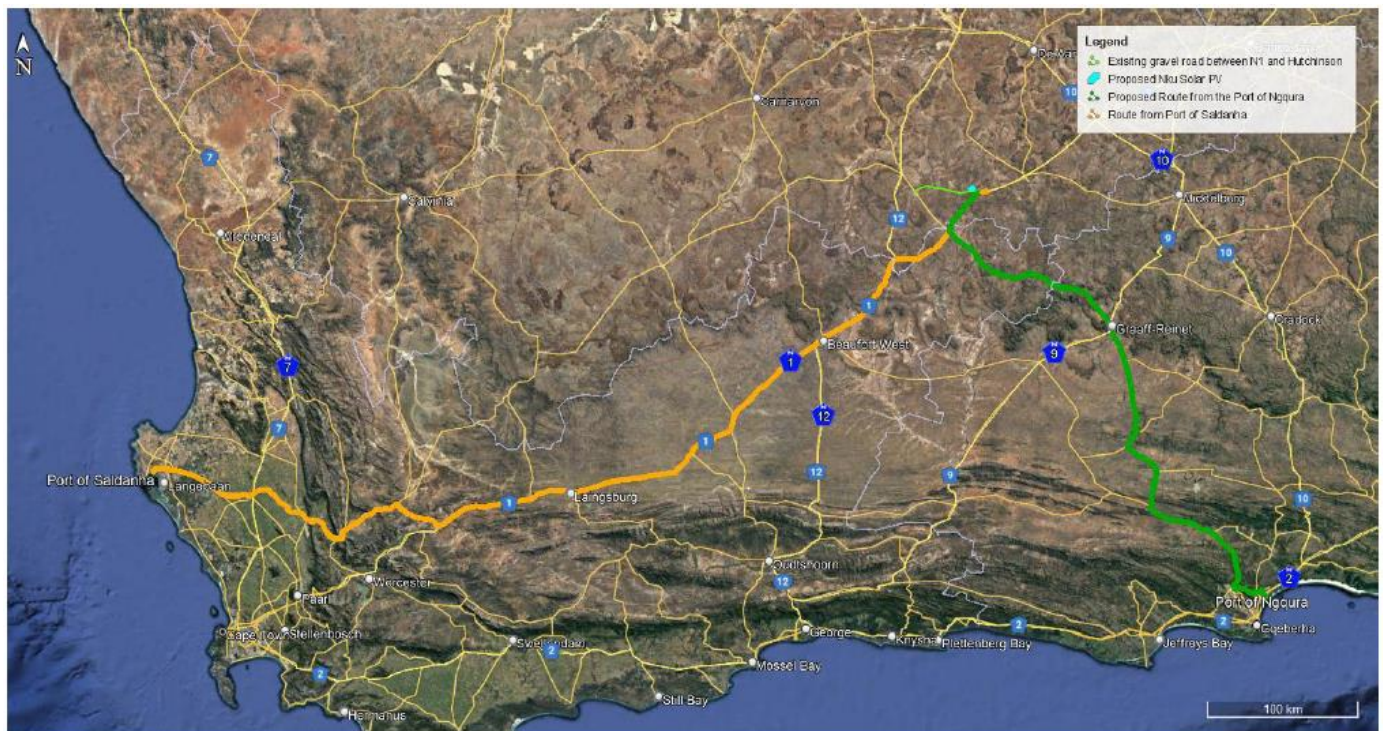 N
Legend
Existing gravel road between N1 and Hutchinson
Proposed Nku Solar PV
Proposed Route from the Port of Ngqura
Route from Port of Saldanha
10
Carnarvon
7
N
10
Calvinia
Middelburg
12
9
10
1
Graaff-Reinet
Cradock
Beaufort West
N
7
N
1
N
9
N
12
7
1
Port of Saldanha
Langebaan
1
Laingsburg
12
9
10
Oudtshoorn
12
N
2
Worcester
Paarl
Port of Ngqura
Gqeberha
Cape Town
Stellenbosch
Swellendam
2
George
Knysna
Plettenberg Bay
2
Jeffreys Bay
2
Mossel Bay
2
Still Bay
Hermanus
100 km